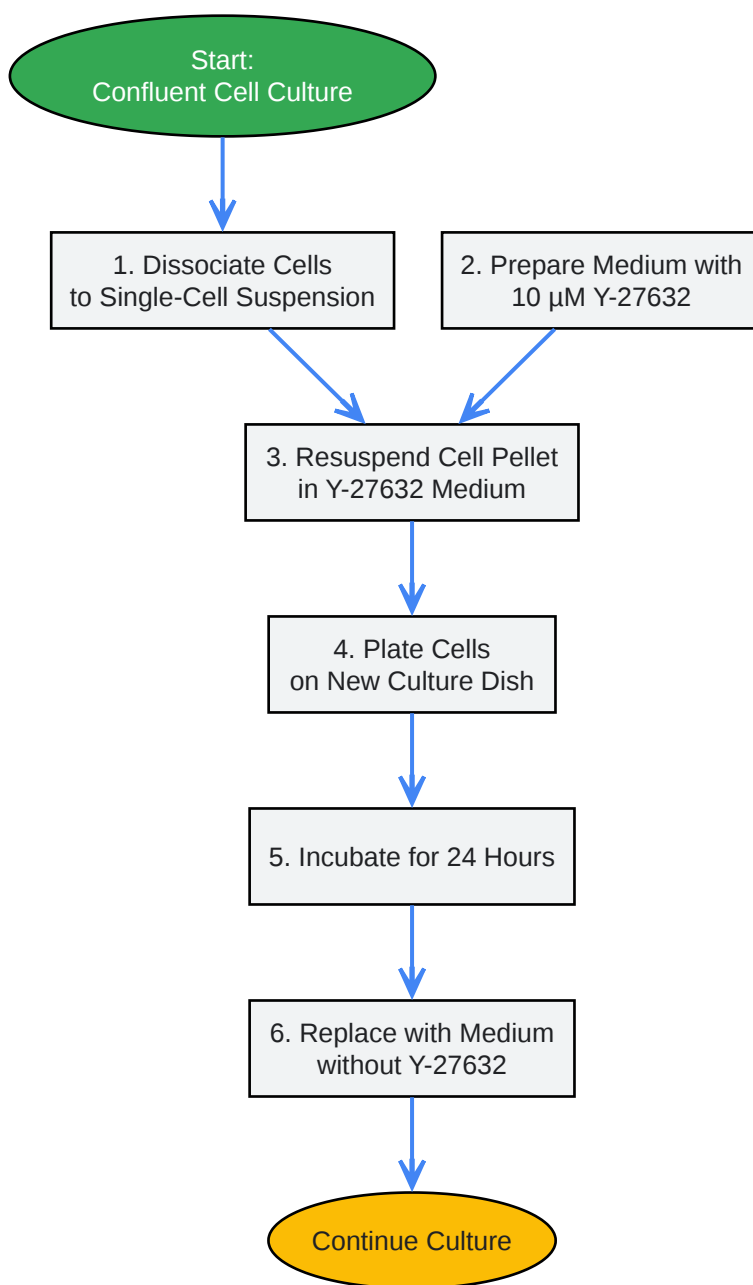 Start:
Confluent Cell Culture
1. Dissociate Cells
to Single-Cell Suspension
2. Prepare Medium with
10 µM Y-27632
3. Resuspend Cell Pellet
in Y-27632 Medium
4. Plate Cells
on New Culture Dish
5. Incubate for 24 Hours
6. Replace with Medium
without Y-27632
Continue Culture